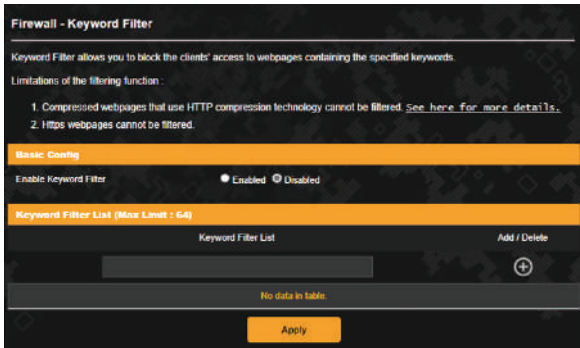 Firewall - Keyword Filter
Keyword Filter allows you to block the clients' access to webpages containing the specified keywords.
Limitations of the filtering function :
1. Compressed webpages that use HTTP compression technology cannot be filtered. See here for more details.
2. Https webpages cannot be filtered.
Basic Config
Enable Keyword Filter Enabled Disabled
Keyword Filter List (Max Limit : 64)
Keyword Filter List Add / Delete
No data in table.
Apply